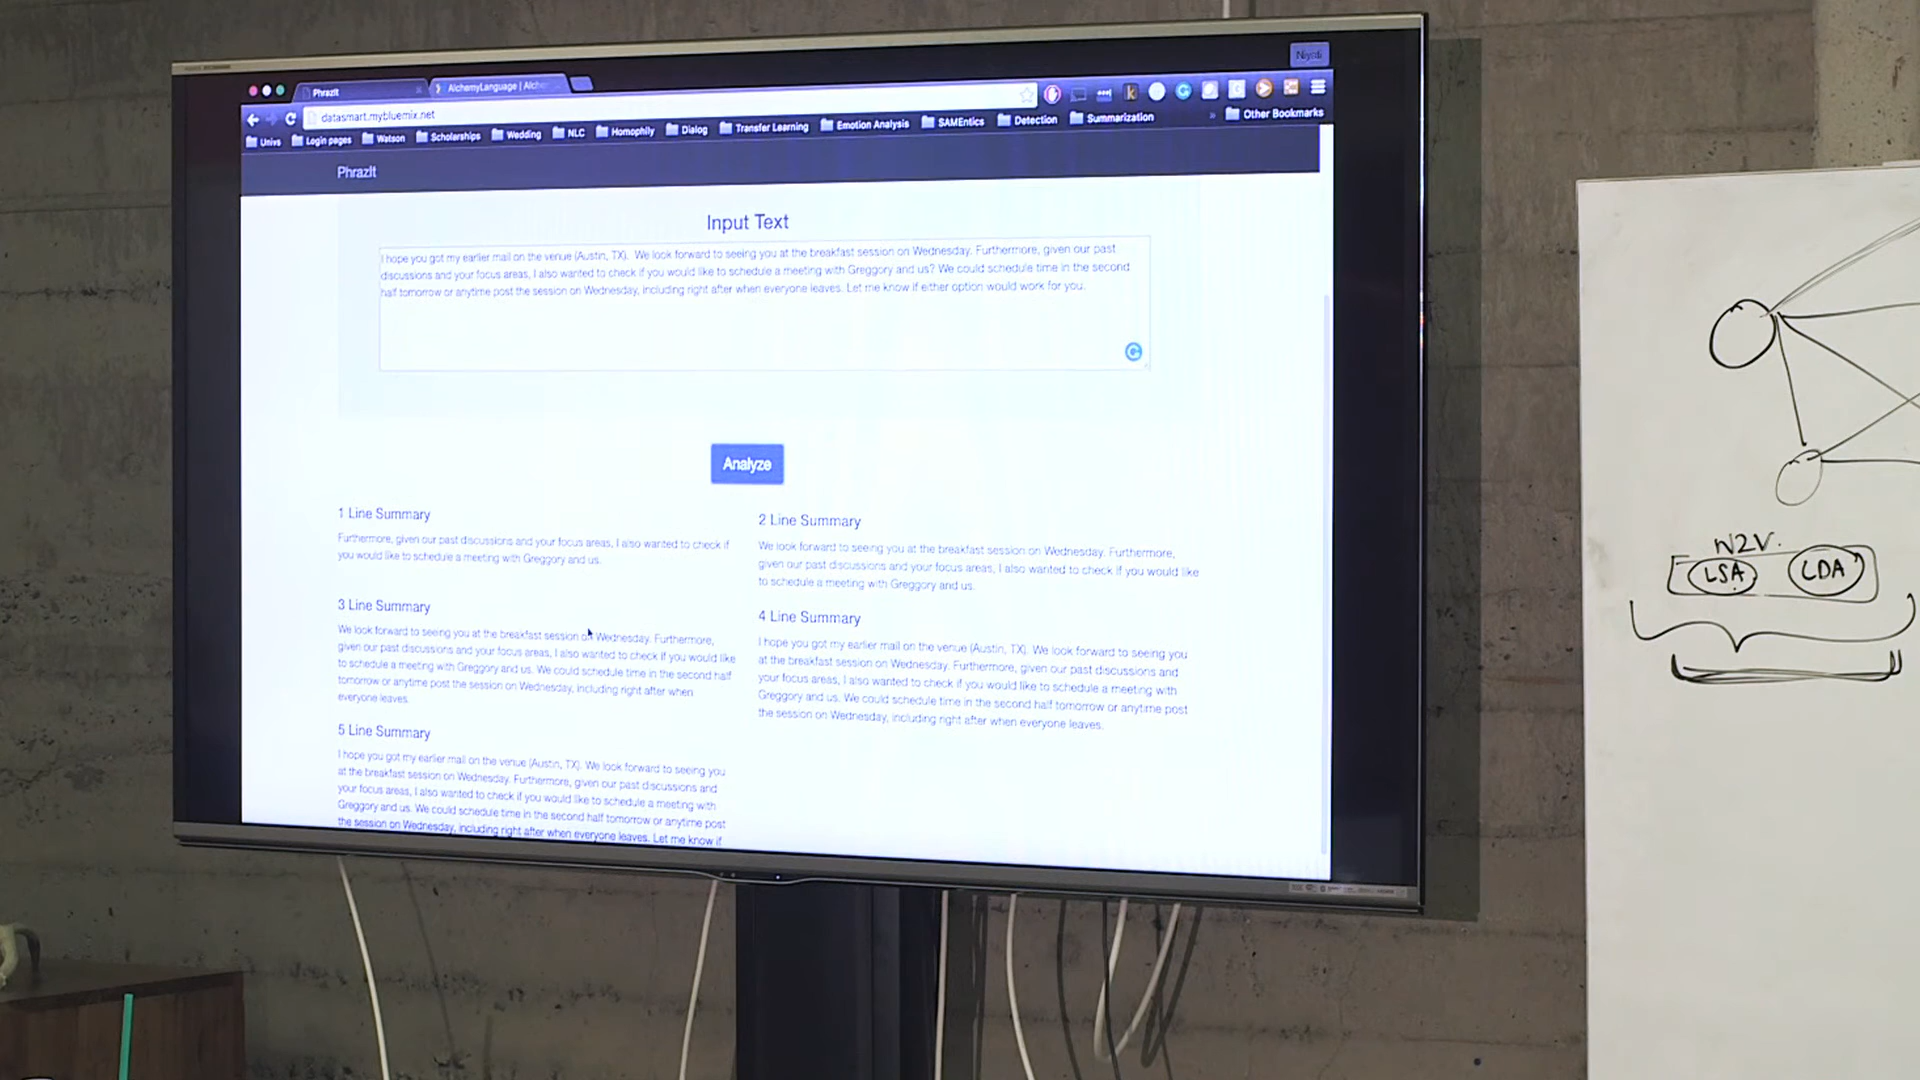 Phrazit
AlchemyLanguage | Alche
datasmart.mybluemix.net
Univs Login pages Watson Scholarships Wedding NLC Homophily Dialog Transfer Learning Emotion Analysis SAMEntics Detection Summarization » Other Bookmarks
PhrazIt
Input Text
I hope you got my earlier mail on the venue (Austin, TX). We look forward to seeing you at the breakfast session on Wednesday. Furthermore, given our past
discussions and your focus areas, I also wanted to check if you would like to schedule a meeting with Greggory and us? We could schedule time in the second
half tomorrow or anytime post the session on Wednesday, including right after when everyone leaves. Let me know if either option would work for you.
Analyze
1 Line Summary
Furthermore, given our past discussions and your focus areas, I also wanted to check if
you would like to schedule a meeting with Greggory and us.
2 Line Summary
We look forward to seeing you at the breakfast session on Wednesday. Furthermore,
given our past discussions and your focus areas, I also wanted to check if you would like
to schedule a meeting with Greggory and us.
3 Line Summary
We look forward to seeing you at the breakfast session on Wednesday. Furthermore,
given our past discussions and your focus areas, I also wanted to check if you would like
to schedule a meeting with Greggory and us. We could schedule time in the second half
tomorrow or anytime post the session on Wednesday, including right after when
everyone leaves.
4 Line Summary
I hope you got my earlier mail on the venue (Austin, TX). We look forward to seeing you
at the breakfast session on Wednesday. Furthermore, given our past discussions and
your focus areas, I also wanted to check if you would like to schedule a meeting with
Greggory and us. We could schedule time in the second half tomorrow or anytime post
the session on Wednesday, including right after when everyone leaves.
5 Line Summary
I hope you got my earlier mail on the venue (Austin, TX). We look forward to seeing you
at the breakfast session on Wednesday. Furthermore, given our past discussions and
your focus areas, I also wanted to check if you would like to schedule a meeting with
Greggory and us. We could schedule time in the second half tomorrow or anytime post
the session on Wednesday, including right after when everyone leaves. Let me know if
W2V.
LSA LDA